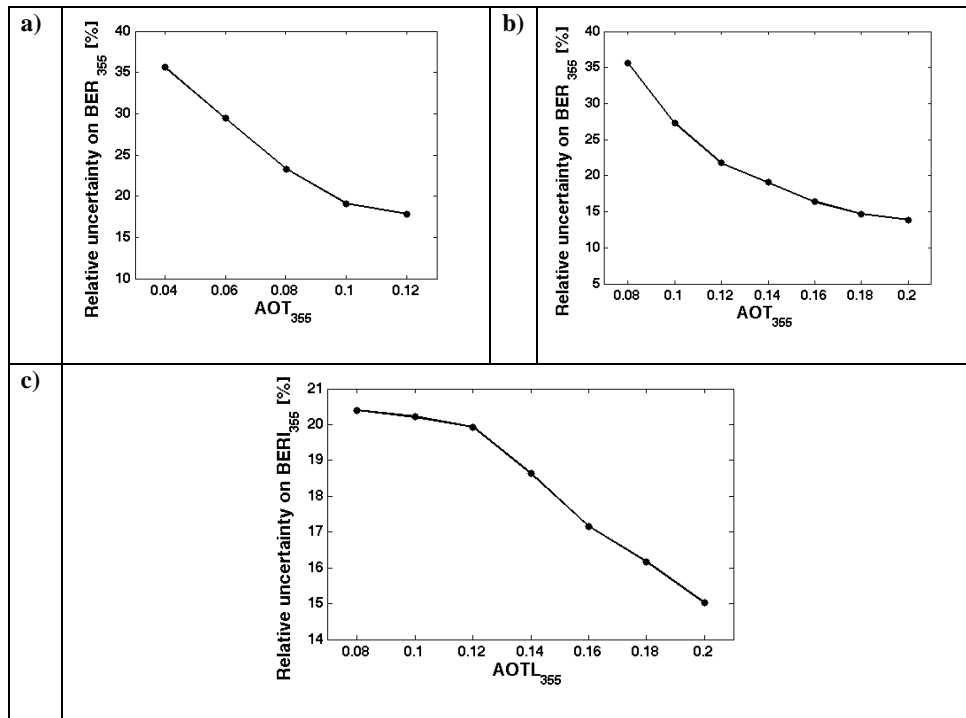 a)
Relative uncertainty on BER355 [%]
40
35
30
25
20
15
10
0.04 0.06 0.08 0.1 0.12
AOT355
b)
Relative uncertainty on BER355 [%]
40
35
30
25
20
15
10
5
0.08 0.1 0.12 0.14 0.16 0.18 0.2
AOT355
c)
Relative uncertainty on BERI355 [%]
21
20
19
18
17
16
15
14
0.08 0.1 0.12 0.14 0.16 0.18 0.2
AOTL355